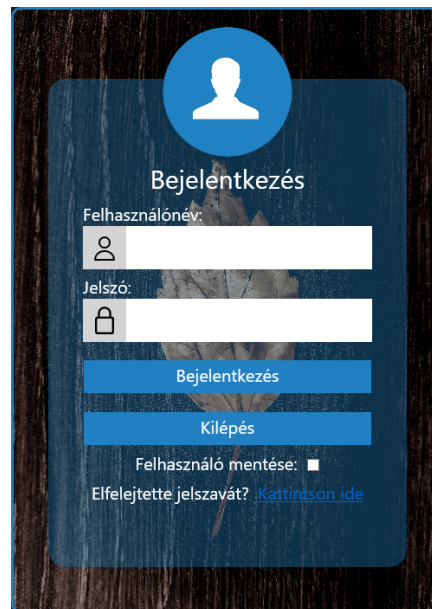 Bejelentkezés
Felhasználónév:
Jelszó:
Bejelentkezés
Kilépés
Felhasználó mentése:
Elfelejtette jelszavát? Kattintson ide